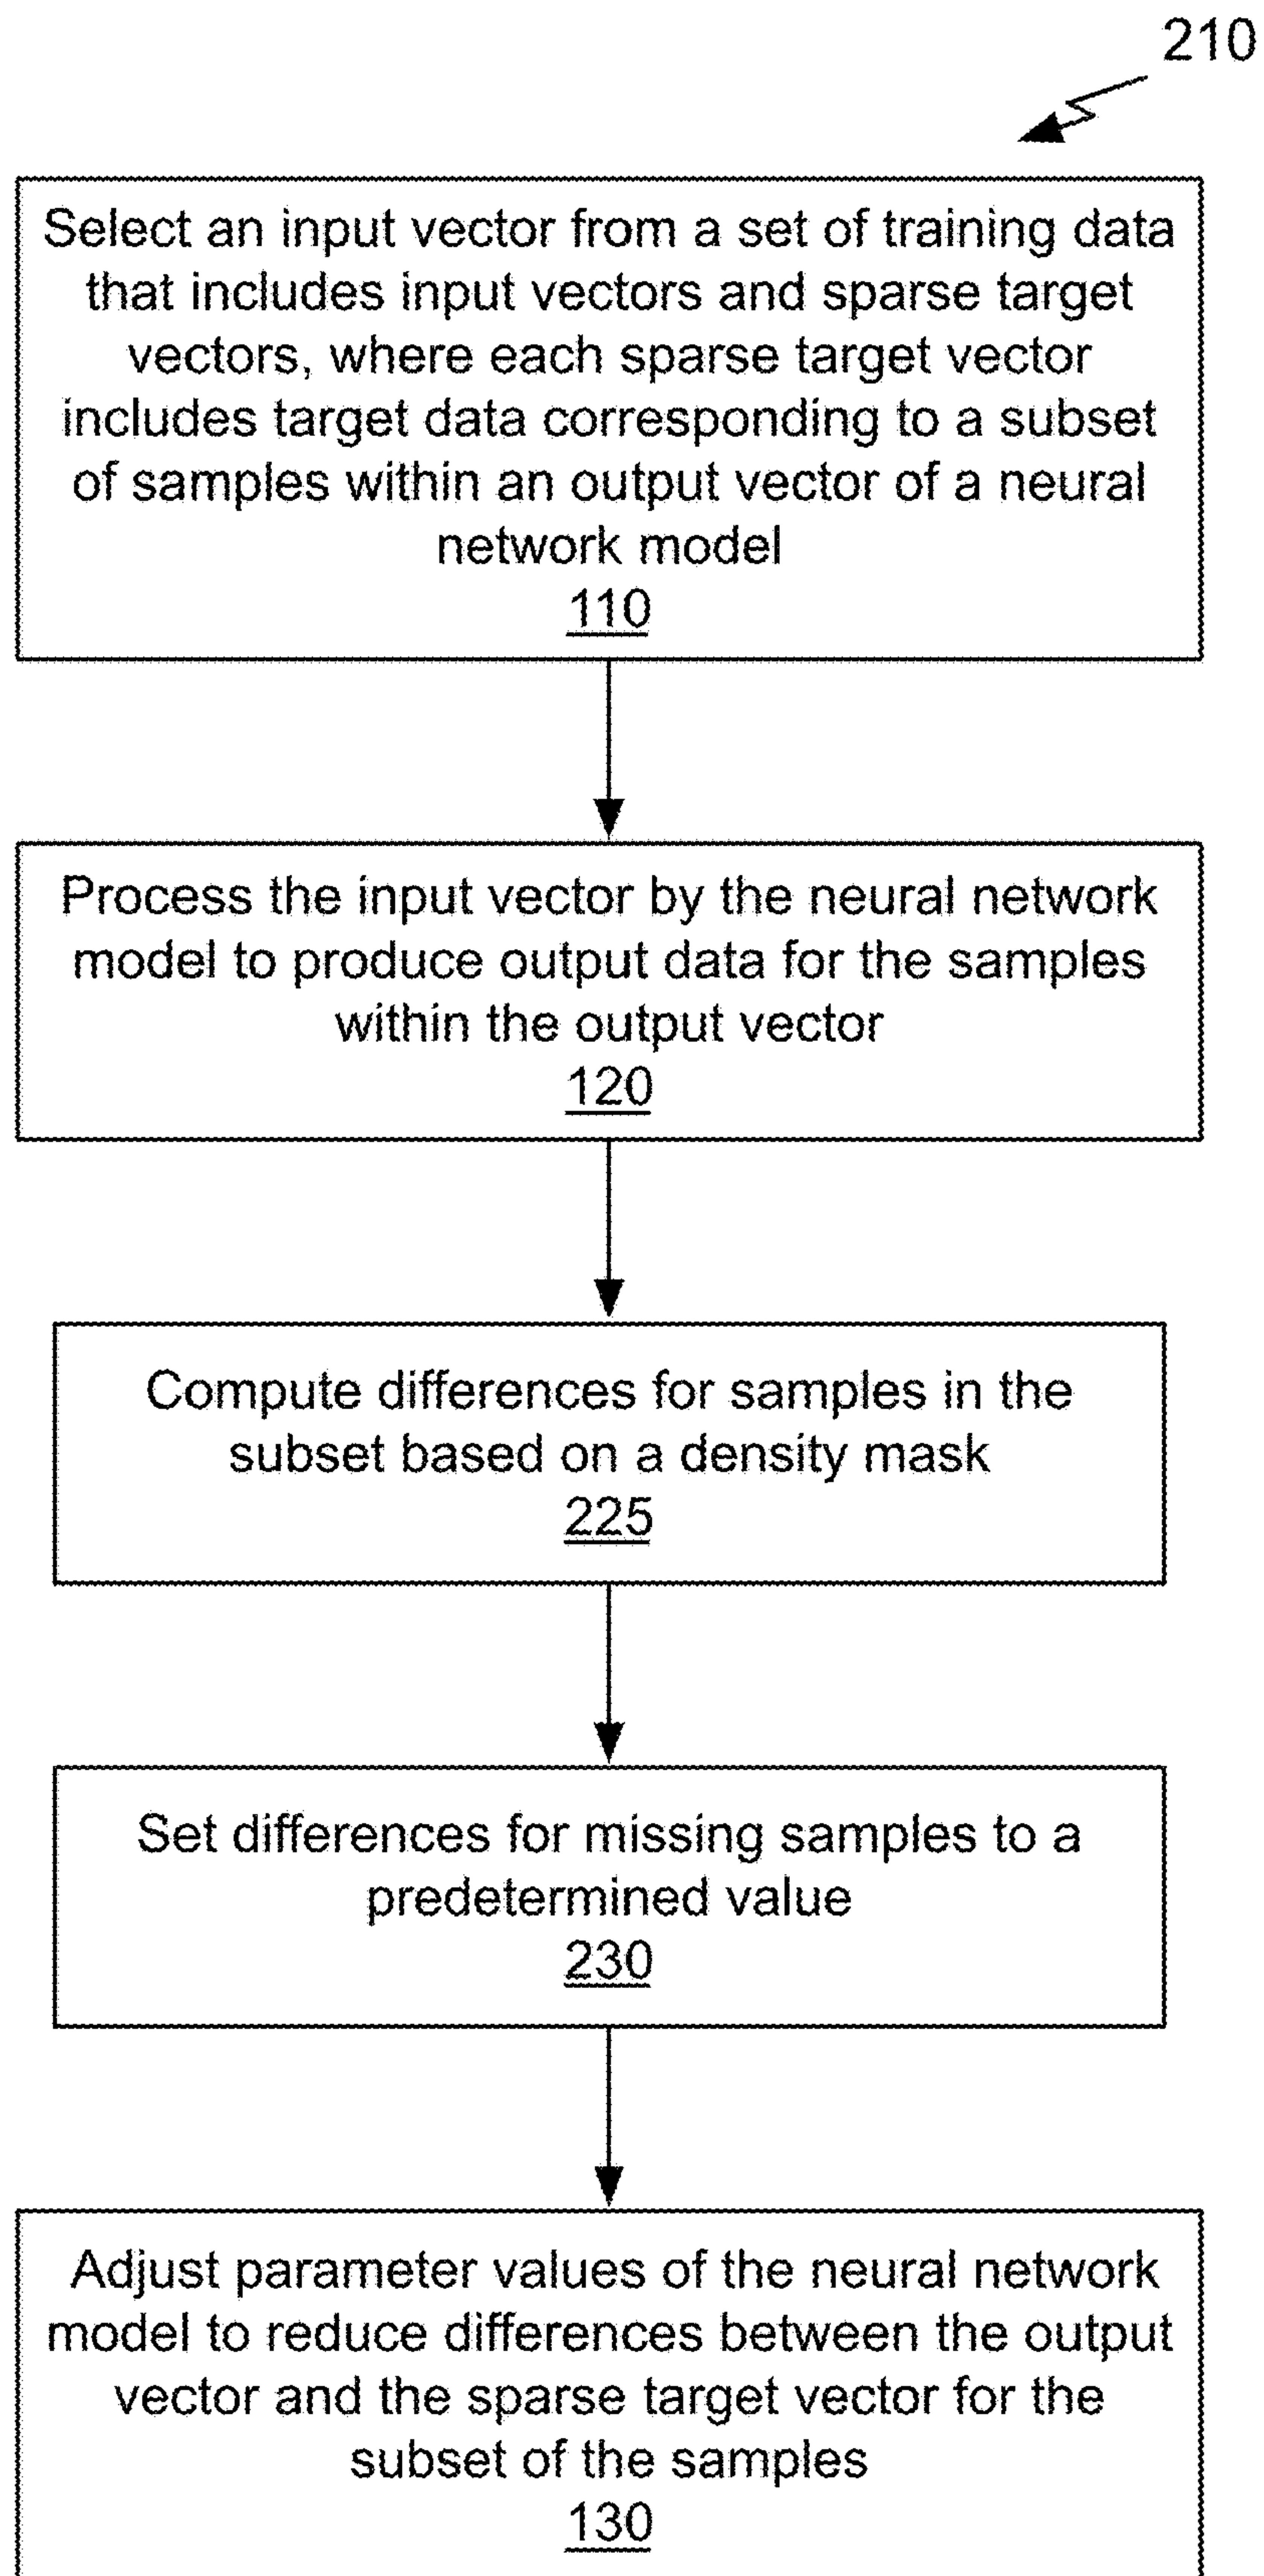 210
Select an input vector from a set of training data
that includes input vectors and sparse target
vectors, where each sparse target vector
includes target data corresponding to a subset
of samples within an output vector of a neural
network model
110
Process the input vector by the neural network
model to produce output data for the samples
within the output vector
120
Compute differences for samples in the
subset based on a density mask
225
Set differences for missing samples to a
predetermined value
230
Adjust parameter values of the neural network
model to reduce differences between the output
vector and the sparse target vector for the
subset of the samples
130